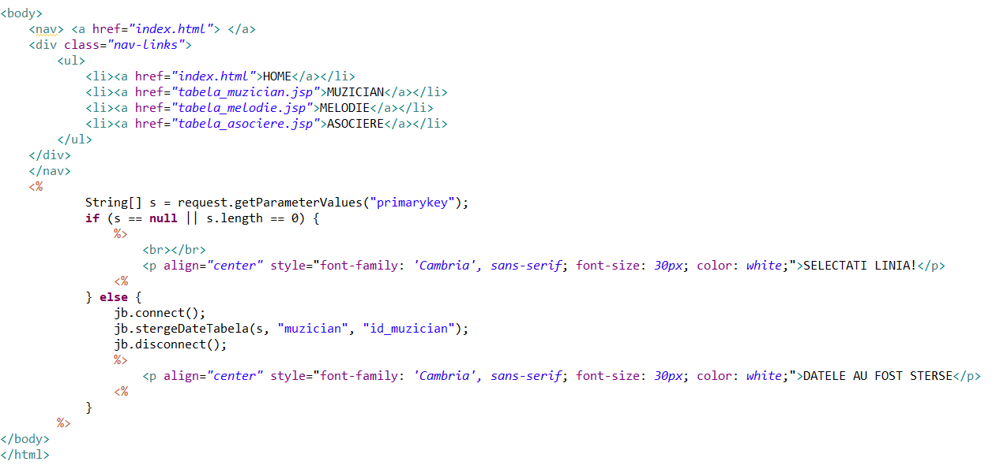 <body>
<nav> <a href="index.html"> </a>
<div class="nav-links">
<ul>
<li><a href="index.html">HOME</a></li>
<li><a href="tabela_muzician.jsp">MUZICIAN</a></li>
<li><a href="tabela_melodie.jsp">MELODIE</a></li>
<li><a href="tabela_asociere.jsp">ASOCIERE</a></li>
</ul>
</div>
</nav>
<%
String[] s = request.getParameterValues("primarykey");
if (s == null || s.length == 0) {
%>
<br></br>
<p align="center" style="font-family: 'Cambria', sans-serif; font-size: 30px; color: white;">SELECTATI LINIA!</p>
<%
} else {
jb.connect();
jb.stergeDateTabela(s, "muzician", "id_muzician");
jb.disconnect();
%>
<p align="center" style="font-family: 'Cambria', sans-serif; font-size: 30px; color: white;">DATELE AU FOST STERSE</p>
<%
}
%>
</body>
</html>